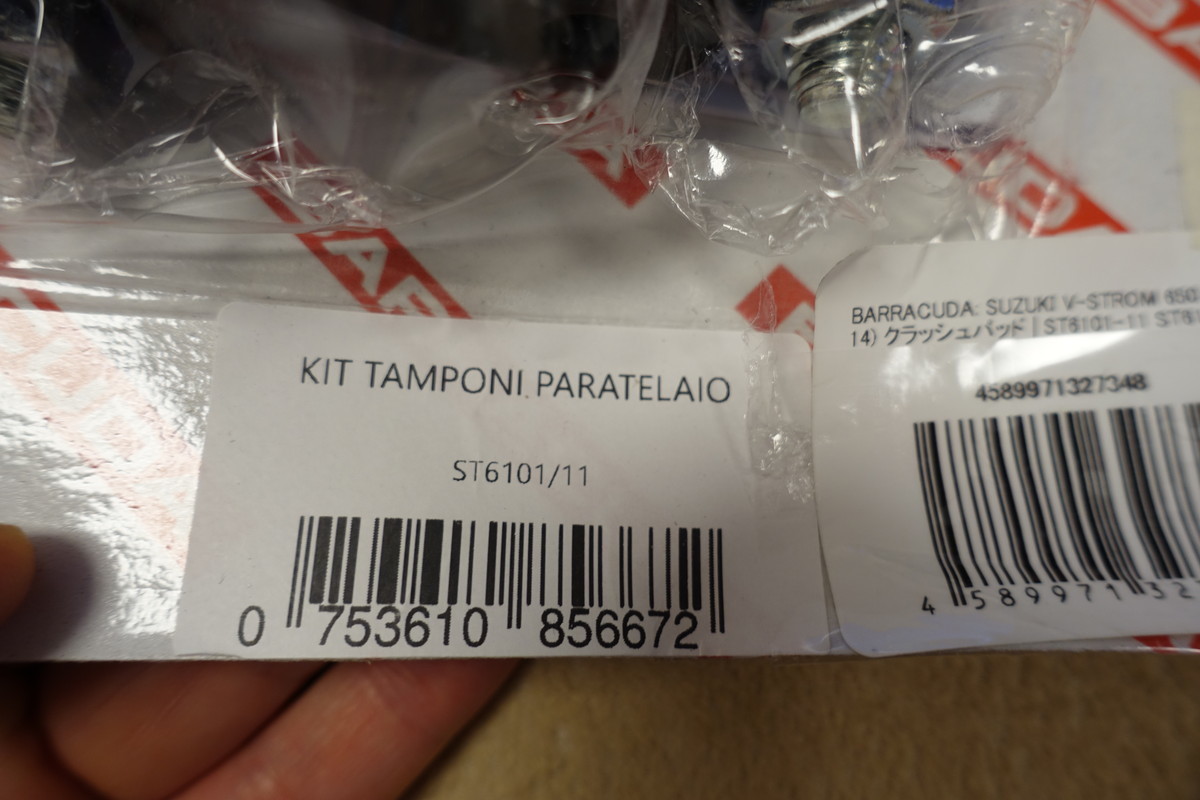 KIT TAMPONI PARATELAIO
ST6101/11
0 753610 856672
BARRACUDA: SUZUKI V-STROM 650
14) クラッシュパッド | ST6101-11
4589971327348
4 589971 32